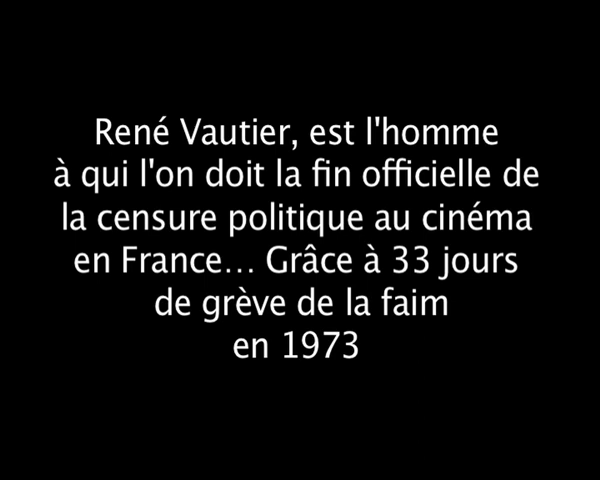 René Vautier, est l'homme
à qui l'on doit la fin officielle de
la censure politique au cinéma
en France... Grâce à 33 jours
de grève de la faim
en 1973